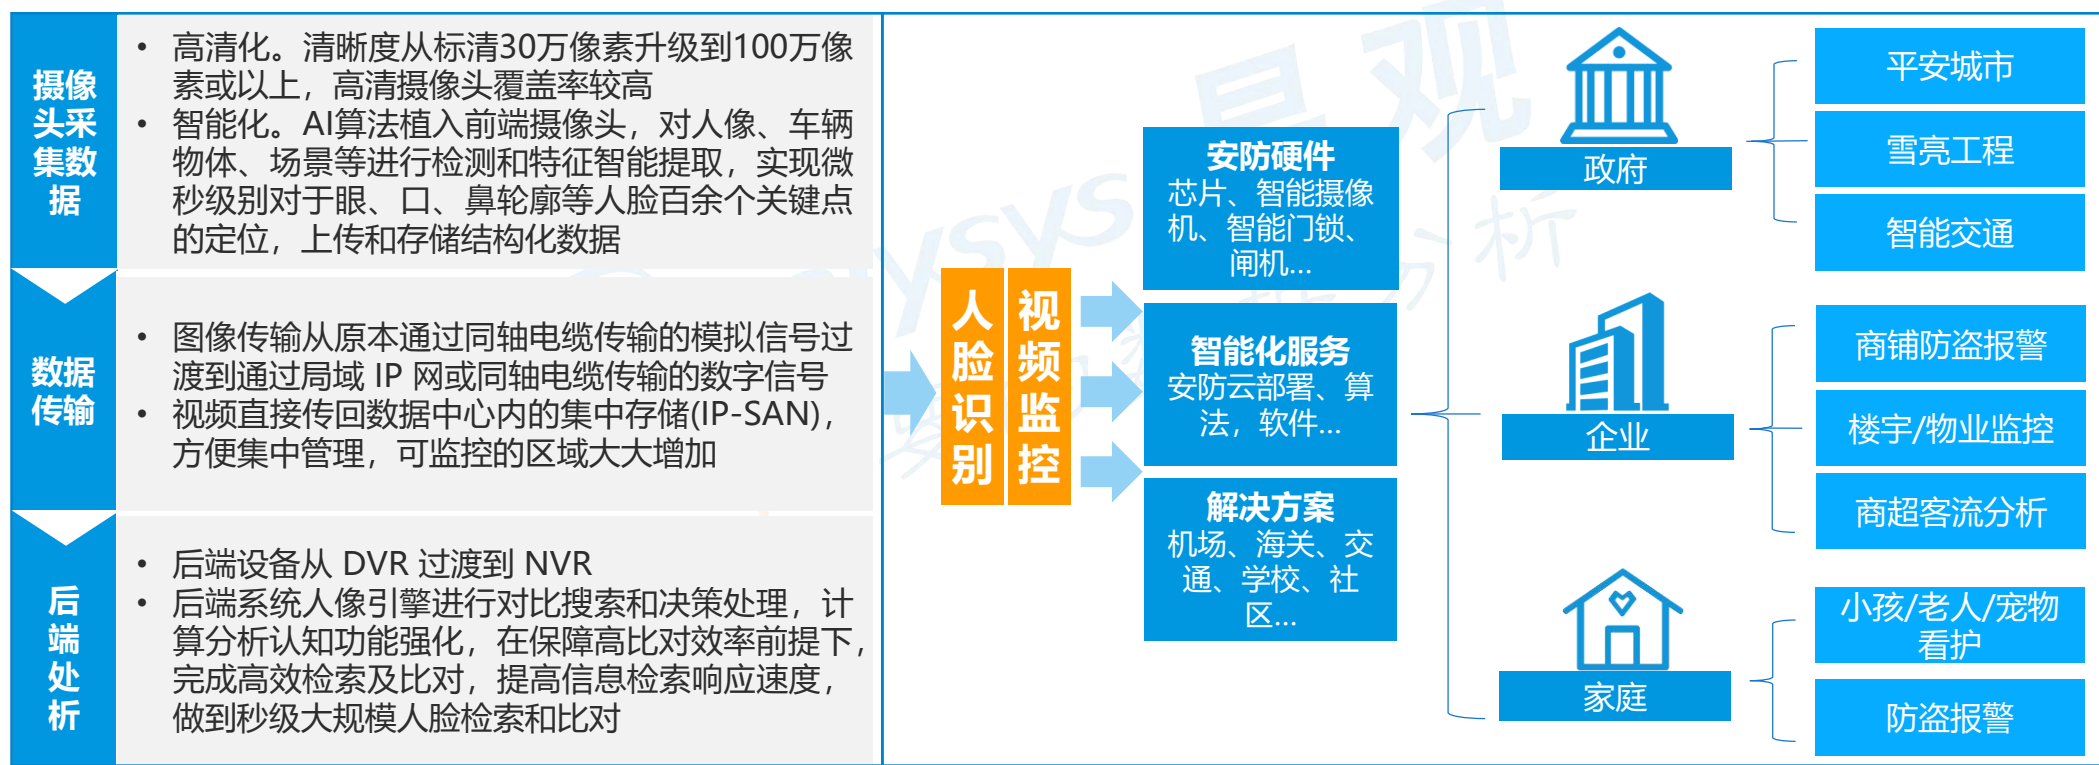 摄像
头采
集数
据
• 高清化。清晰度从标清30万像素升级到100万像
素或以上，高清摄像头覆盖率较高
• 智能化。AI算法植入前端摄像头，对人像、车辆
物体、场景等进行检测和特征智能提取，实现微
秒级别对于眼、口、鼻轮廓等人脸百余个关键点
的定位，上传和存储结构化数据
数据
传输
• 图像传输从原本通过同轴电缆传输的模拟信号过
渡到通过局域 IP 网或同轴电缆传输的数字信号
• 视频直接传回数据中心内的集中存储(IP-SAN)，
方便集中管理，可监控的区域大大增加
后
端
处
析
• 后端设备从 DVR 过渡到 NVR
• 后端系统人像引擎进行对比搜索和决策处理，计
算分析认知功能强化，在保障高比对效率前提下，
完成高效检索及比对，提高信息检索响应速度，
做到秒级大规模人脸检索和比对
人脸识别
视频监控
安防硬件
芯片、智能摄像
机、智能门锁、
闸机...
智能化服务
安防云部署、算
法，软件...
解决方案
机场、海关、交
通、学校、社
区...
政府
平安城市
雪亮工程
智能交通
企业
商铺防盗报警
楼宇/物业监控
商超客流分析
家庭
小孩/老人/宠物
看护
防盗报警